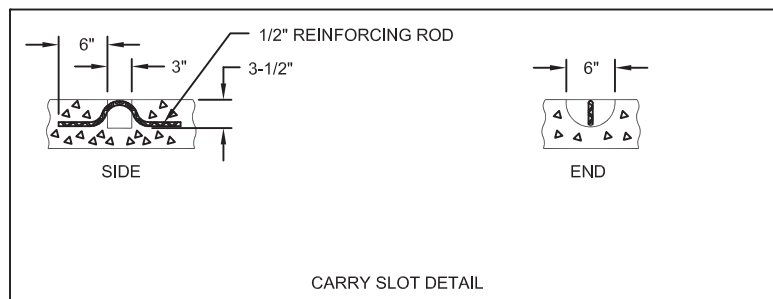 1/2" REINFORCING ROD
6"
3"
3-1/2"
6"
SIDE
END
CARRY SLOT DETAIL